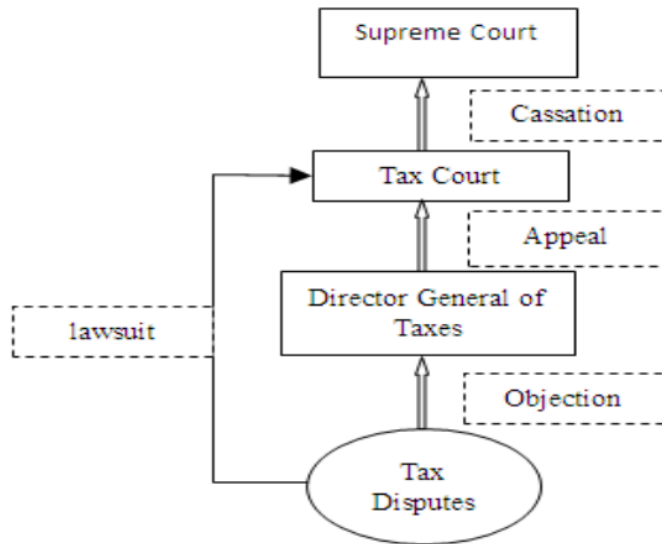 Supreme Court
Cassation
Tax Court
Appeal
Director General of
Taxes
lawsuit
Objection
Tax
Disputes